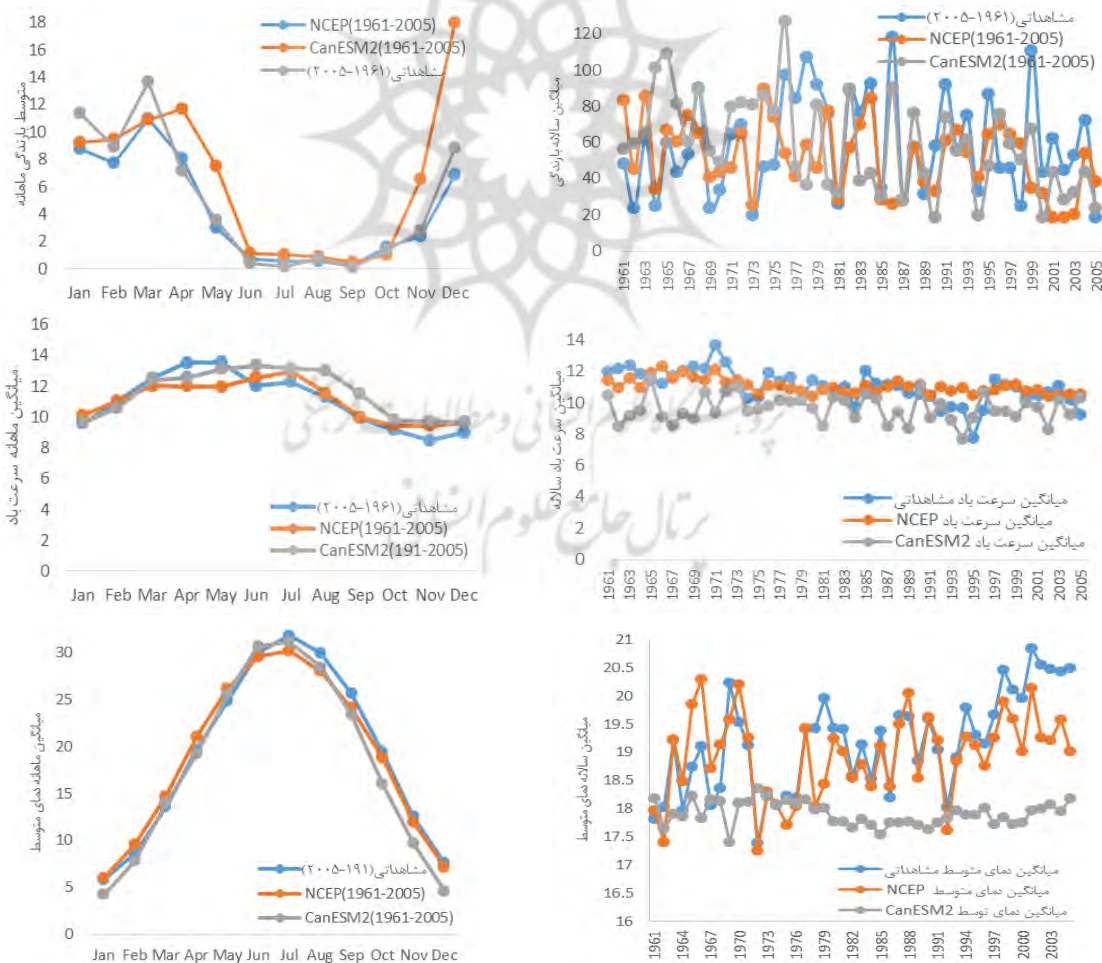 متوسط بارندگی ماهانه
18
16
14
12
10
8
6
4
2
0
NCEP(1961-2005)
CanESM2(1961-2005)
مشاهداتی(۱۹۶۱-۲۰۰۵)
Jan Feb Mar Apr May Jun Jul Aug Sep Oct Nov Dec
میانگین سالانه بارندگی
120
100
80
60
40
20
0
مشاهداتی(۱۹۶۱-۲۰۰۵)
NCEP(1961-2005)
CanESM2(1961-2005)
1961 1963 1965 1967 1969 1971 1973 1975 1977 1979 1981 1983 1985 1987 1989 1991 1993 1995 1997 1999 2001 2003 2005
میانگین ماهانه سرعت باد
16
14
12
10
8
6
4
2
0
مشاهداتی(۱۹۶۱-۲۰۰۵)
NCEP(1961-2005)
CanESM2(191-2005)
Jan Feb Mar Apr May Jun Jul Aug Sep Oct Nov Dec
میانگین سرعت باد سالانه
14
12
10
8
6
4
2
0
میانگین سرعت باد مشاهداتی
میانگین سرعت باد NCEP
میانگین سرعت باد CanESM2
1961 1963 1965 1967 1969 1971 1973 1975 1977 1979 1981 1983 1985 1987 1989 1991 1993 1995 1997 1999 2001 2003 2005
پرتال جامع علوم انسانی
میانگین ماهانه دمای متوسط
30
25
20
15
10
5
0
مشاهداتی(۱۹۱-۲۰۰۵)
NCEP(1961-2005)
CanESM2(1961-2005)
Jan Feb Mar Apr May Jun Jul Aug Sep Oct Nov Dec
میانگین سالانه دمای متوسط
21
20.5
20
19.5
19
18.5
18
17.5
17
16.5
16
میانگین دمای متوسط مشاهداتی
میانگین دمای متوسط NCEP
میانگین دمای توسط CanESM2
1961 1964 1967 1970 1973 1976 1979 1982 1985 1988 1991 1994 1997 2000 2003